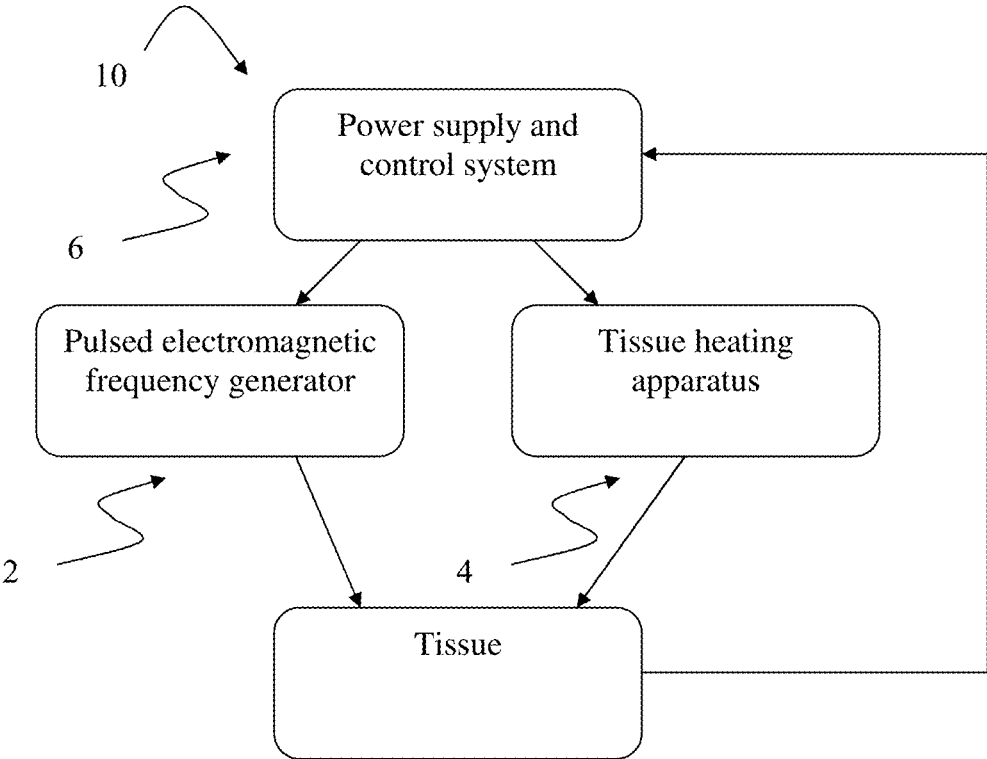 10
Power supply and
control system
6
Pulsed electromagnetic
frequency generator
Tissue heating
apparatus
2
4
Tissue